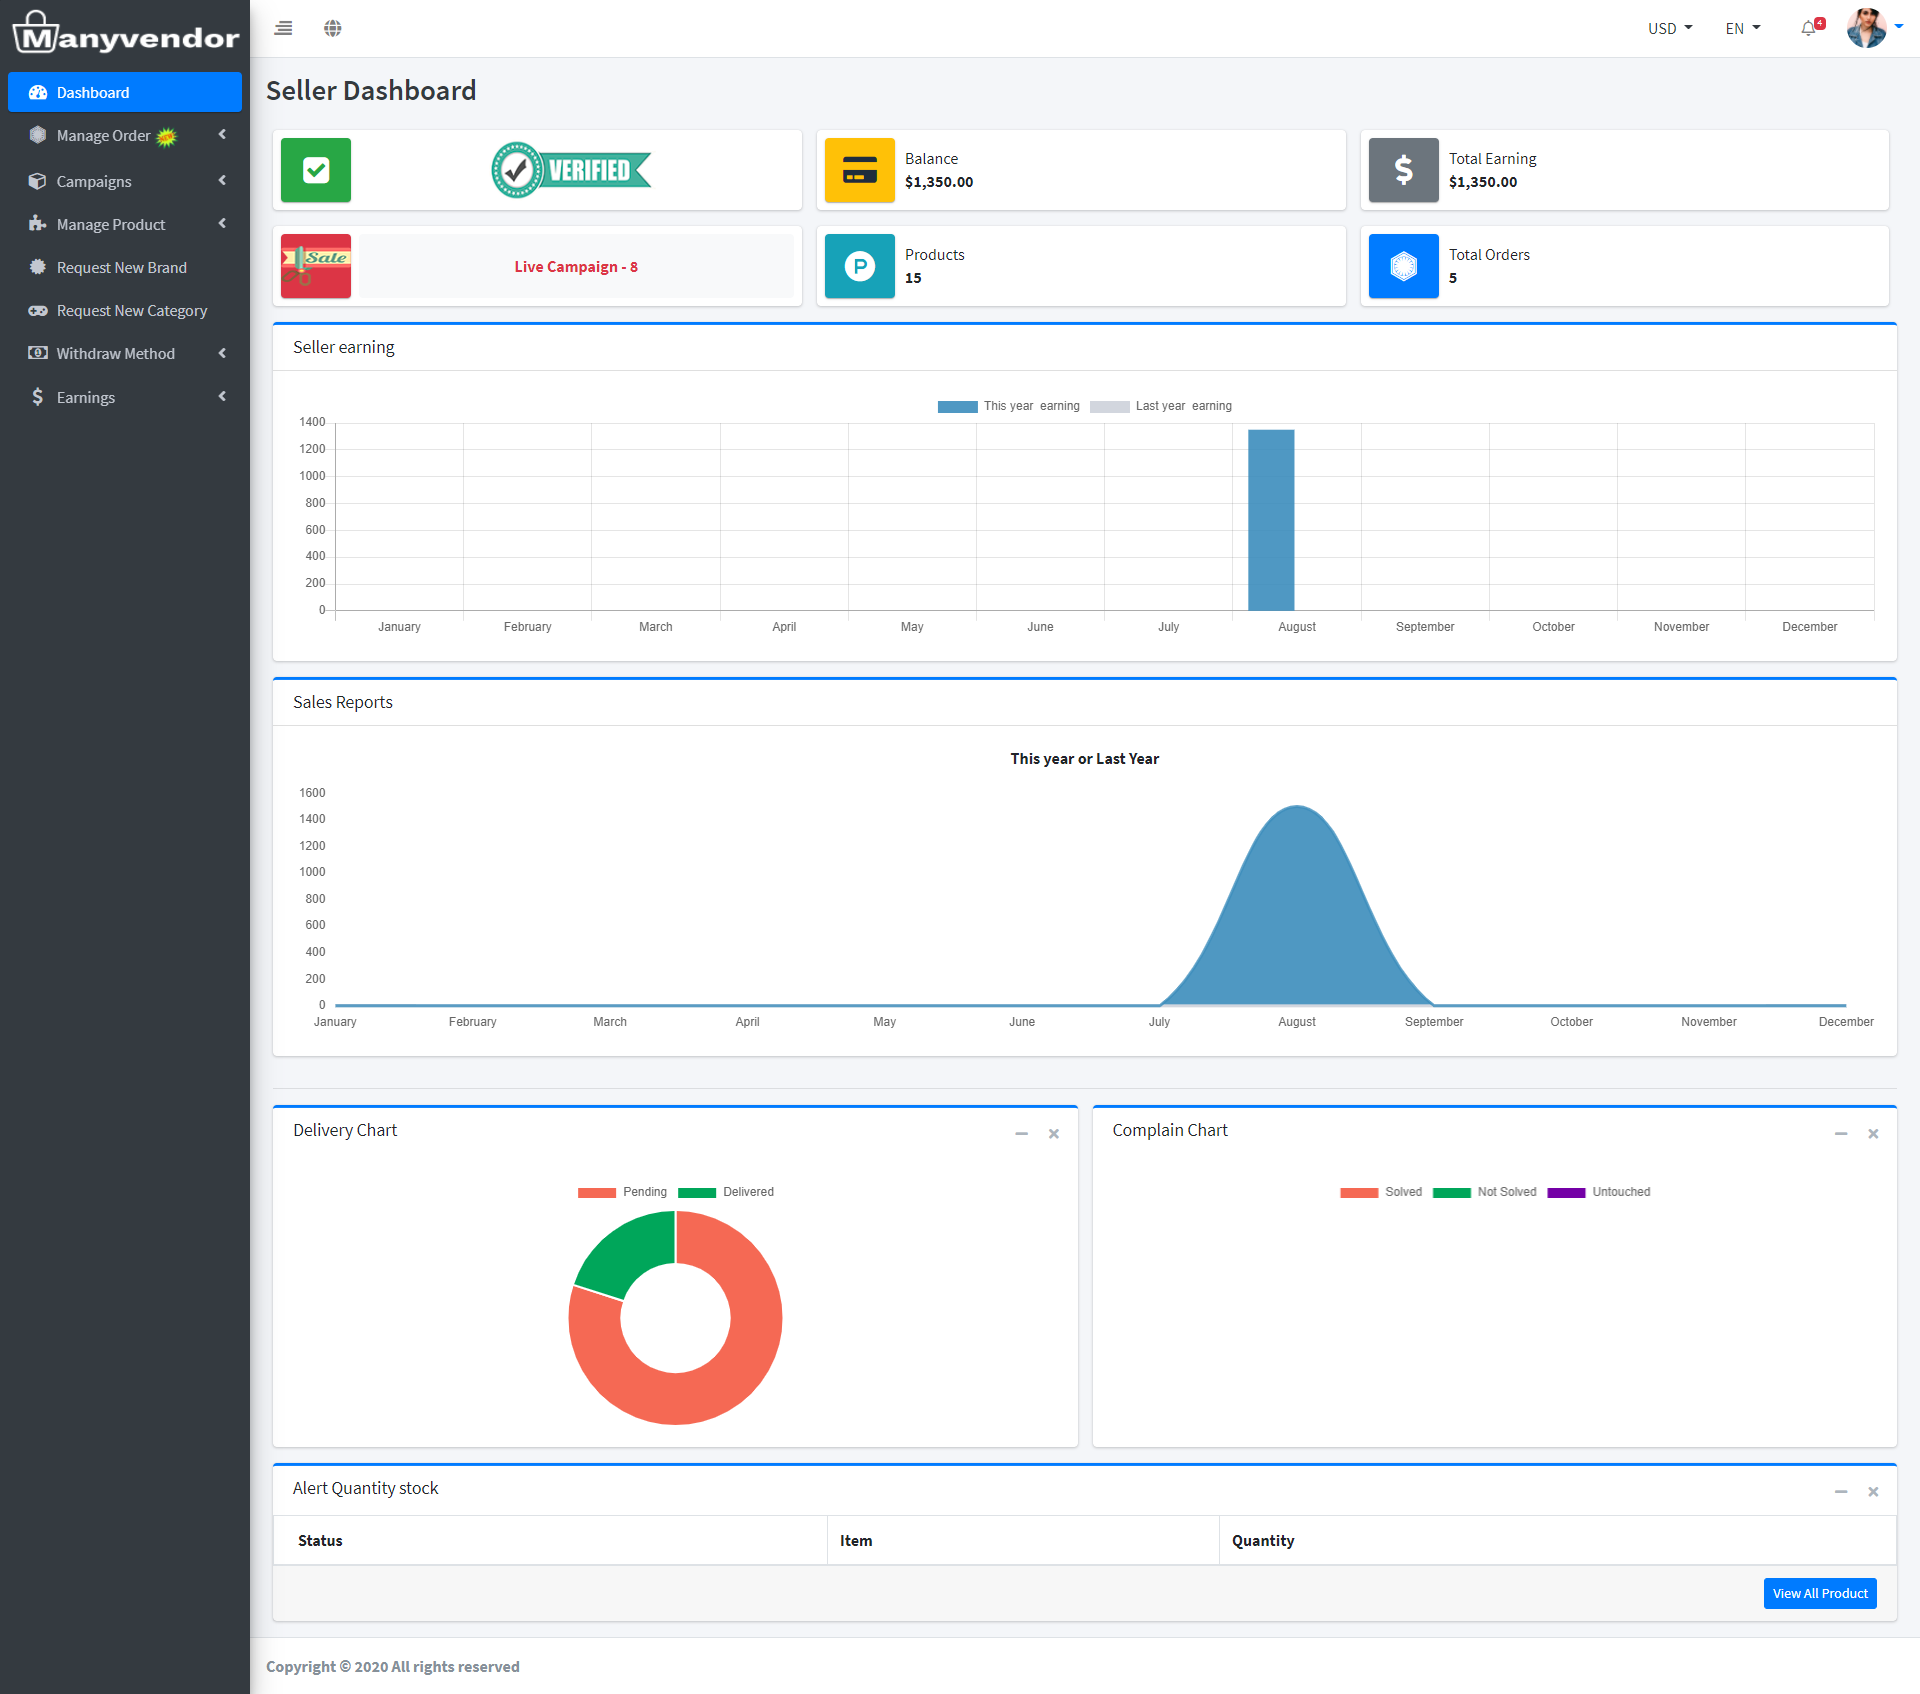 Manyvendor
USD
EN
4
Dashboard
Manage Order
Campaigns
Manage Product
Request New Brand
Request New Category
Withdraw Method
Earnings
Seller Dashboard
VERIFIED
Balance
$1,350.00
Total Earning
$1,350.00
Sale
Live Campaign - 8
Products
15
Total Orders
5
Seller earning
This year earning
Last year earning
1400
1200
1000
800
600
400
200
0
January February March April May June July August September October November December
Sales Reports
This year or Last Year
1600
1400
1200
1000
800
600
400
200
0
January February March April May June July August September October November December
Delivery Chart
Pending Delivered
Complain Chart
Solved Not Solved Untouched
Alert Quantity stock
Status Item Quantity
View All Product
Copyright © 2020 All rights reserved